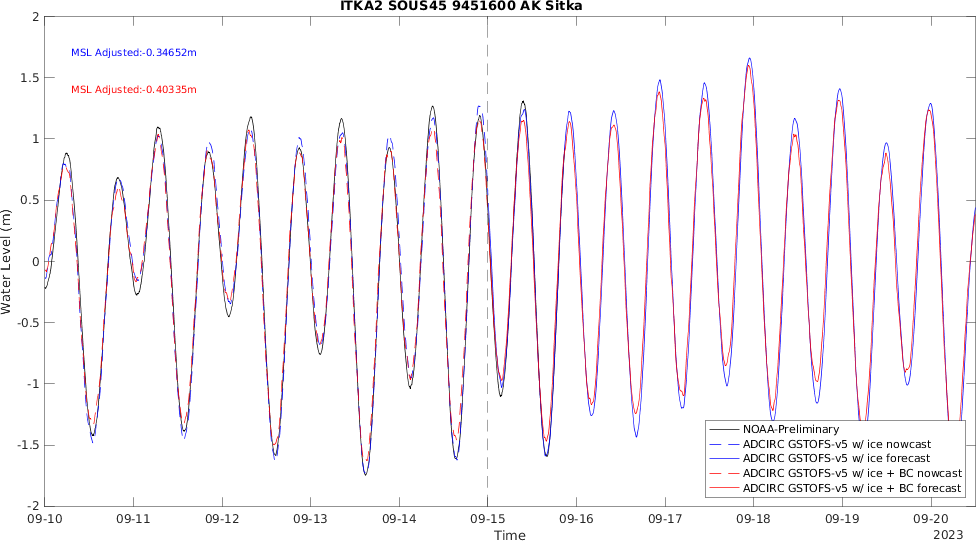 ITKA2 SOUS45 9451600 AK Sitka
MSL Adjusted:-0.34652m
MSL Adjusted:-0.40335m
Water Level (m)
2
1.5
1
0.5
0
-0.5
-1
-1.5
-2
NOAA-Preliminary
ADCIRC GSTOFS-v5 w/ ice nowcast
ADCIRC GSTOFS-v5 w/ ice forecast
ADCIRC GSTOFS-v5 w/ ice + BC nowcast
ADCIRC GSTOFS-v5 w/ ice + BC forecast
09-10 09-11 09-12 09-13 09-14 09-15 09-16 09-17 09-18 09-19 09-20
Time
2023